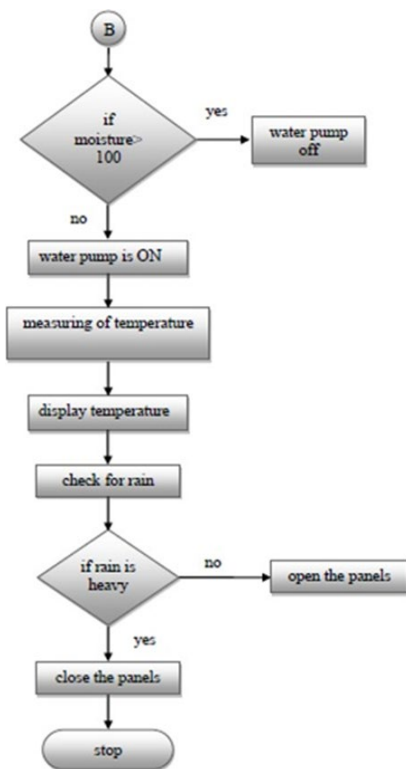 B
if
moisture>
100
yes
water pump
off
no
water pump is ON
measuring of temperature
display temperature
check for rain
if rain is
heavy
no
open the panels
yes
close the panels
stop